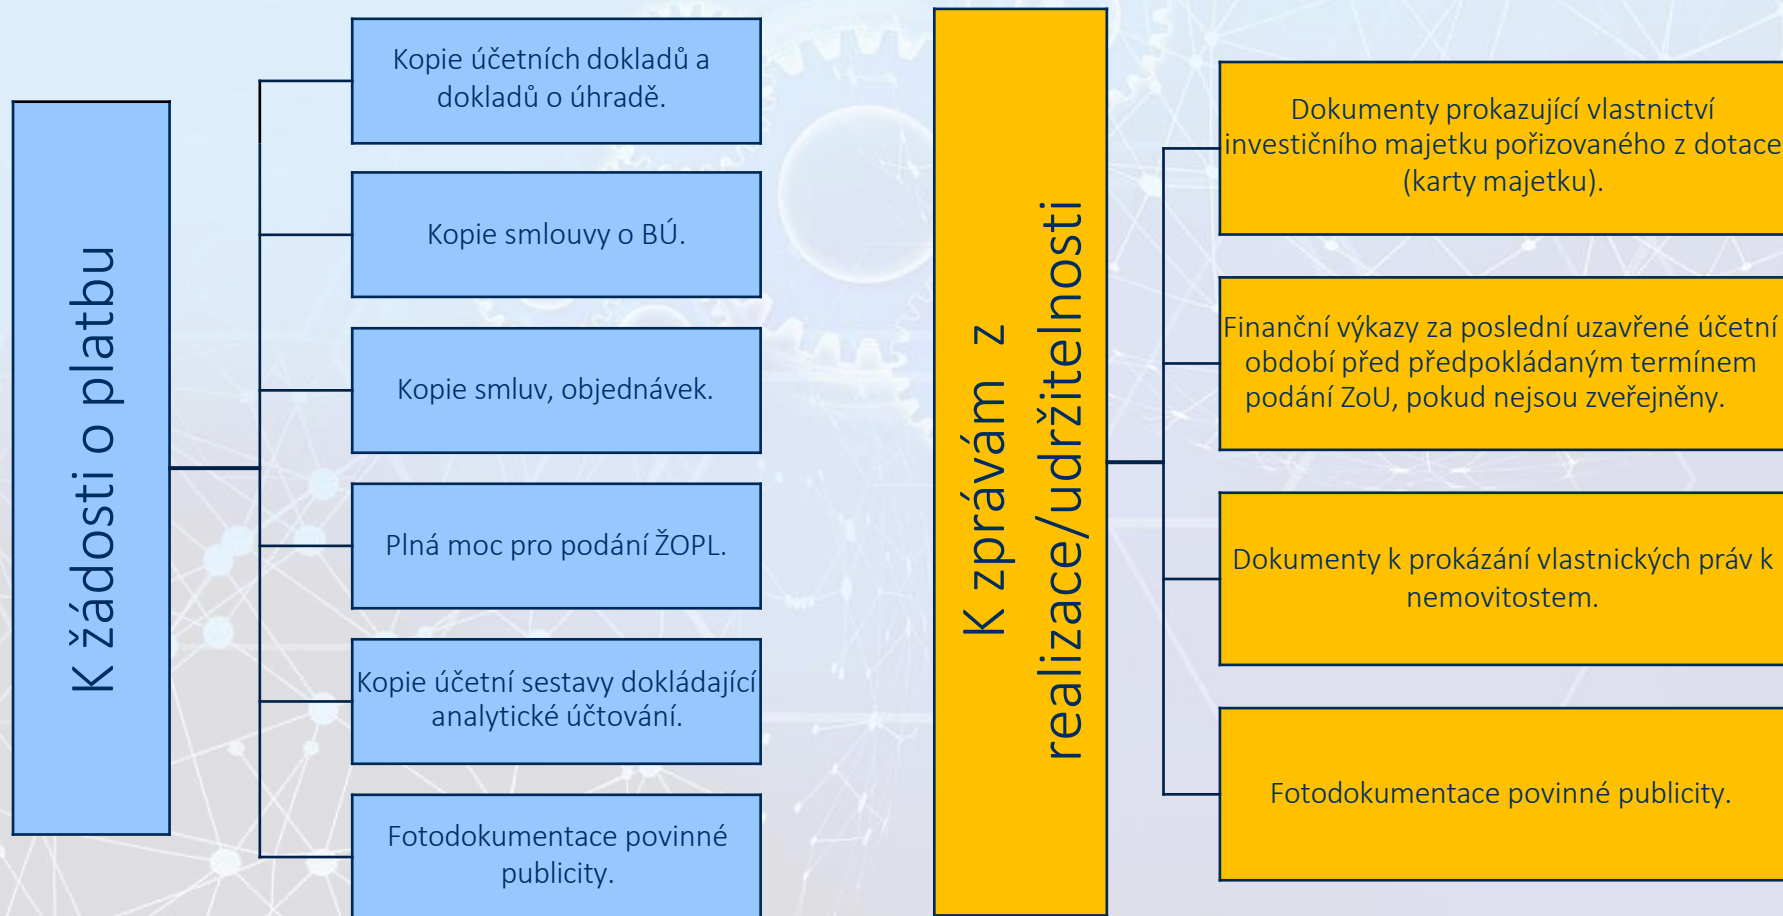 K žádosti o platbu
Kopie účetních dokladů a
dokladů o úhradě.
Kopie smlouvy o BÚ.
Kopie smluv, objednávek.
Plná moc pro podání ŽOPL.
Kopie účetní sestavy dokládající
analytické účtování.
Fotodokumentace povinné
publicity.
K zprávám z
realizace/udržitelnosti
Dokumenty prokazující vlastnictví
investičního majetku pořizovaného z dotace
(karty majetku).
Finanční výkazy za poslední uzavřené účetní
období před předpokládaným termínem
podání ZoU, pokud nejsou zveřejněny.
Dokumenty k prokázání vlastnických práv k
nemovitostem.
Fotodokumentace povinné publicity.